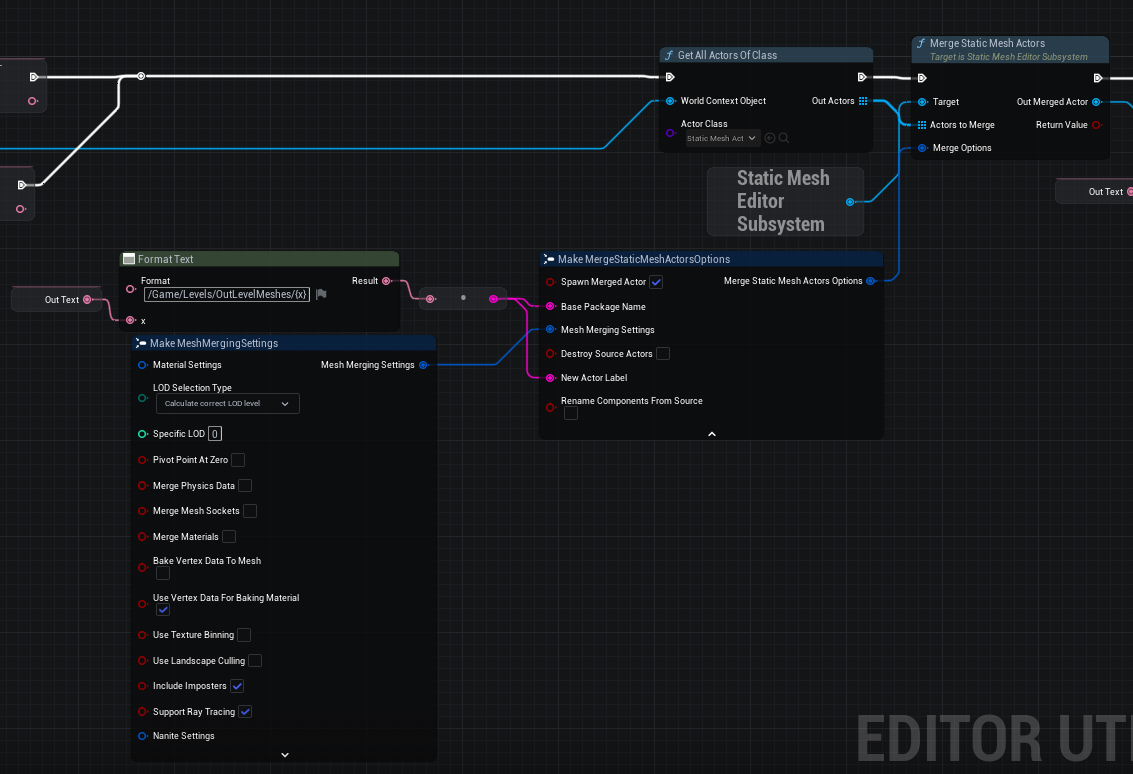 Get All Actors Of Class
World Context Object
Out Actors
Actor Class
Static Mesh Act
Merge Static Mesh Actors
Target is Static Mesh Editor Subsystem
Target
Out Merged Actor
Actors to Merge
Return Value
Merge Options
Static Mesh
Editor
Subsystem
Out Text
Format Text
Format
Result
/Game/Levels/OutLevelMeshes/{x}
Out Text
x
Make MergeStaticMeshActorsOptions
Spawn Merged Actor
Merge Static Mesh Actors Options
Base Package Name
Mesh Merging Settings
Destroy Source Actors
New Actor Label
Rename Components From Source
Make MeshMergingSettings
Material Settings
Mesh Merging Settings
LOD Selection Type
Calculate correct LOD level
Specific LOD 0
Pivot Point At Zero
Merge Physics Data
Merge Mesh Sockets
Merge Materials
Bake Vertex Data To Mesh
Use Vertex Data For Baking Material
Use Texture Binning
Use Landscape Culling
Include Imposters
Support Ray Tracing
Nanite Settings
EDITOR UTI